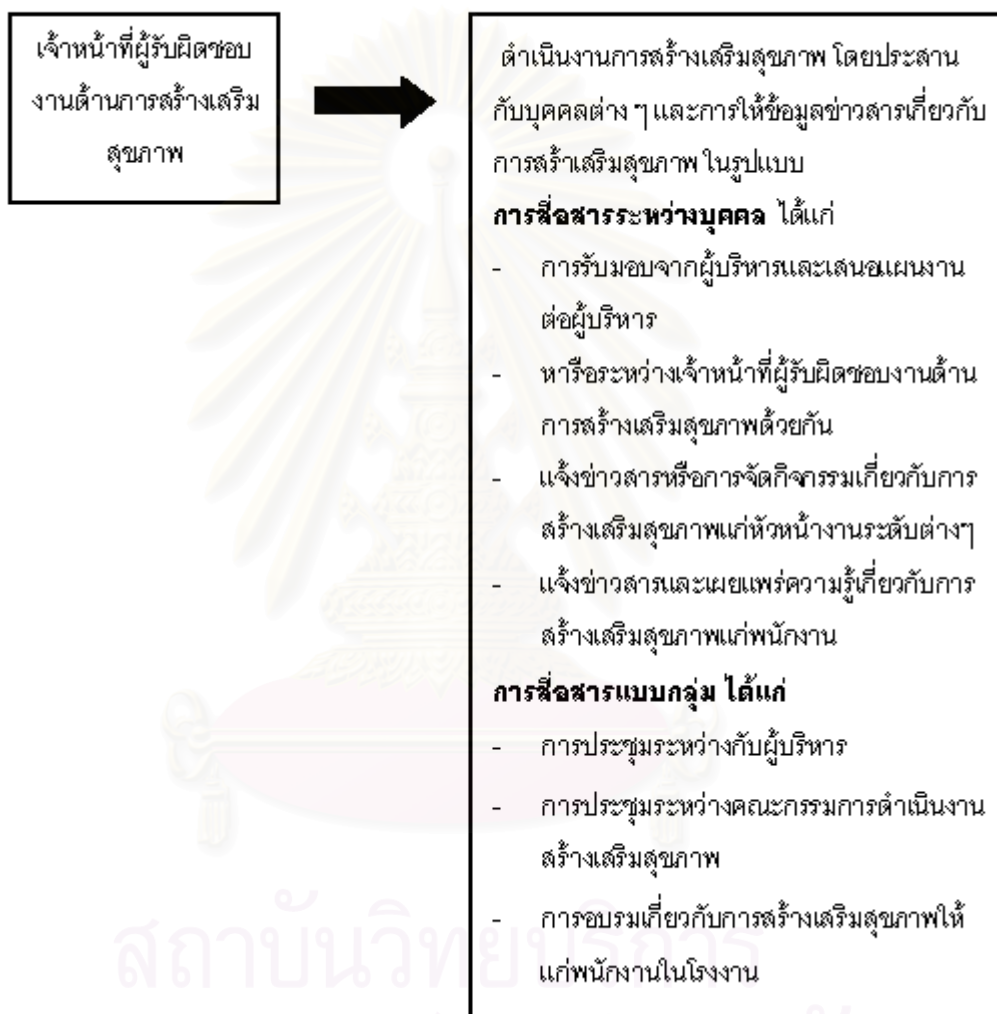 เจ้าหน้าที่ผู้รับผิดชอบ
งานด้านการสร้างเสริม
สุขภาพ
ดำเนินงานการสร้างเสริมสุขภาพ โดยประสาน
กับบุคคลต่าง ๆ และการให้ข้อมูลข่าวสารเกี่ยวกับ
การสร้าเสริมสุขภาพ ในรูปแบบ
การสื่อสารระหว่างบุคคล ได้แก่
- การรับมอบจากผู้บริหารและเสนอแผนงาน
ต่อผู้บริหาร
- หารือระหว่างเจ้าหน้าที่ผู้รับผิดชอบงานด้าน
การสร้างเสริมสุขภาพด้วยกัน
- แจ้งข่าวสารหรือการจัดกิจกรรมเกี่ยวกับการ
สร้างเสริมสุขภาพแก่หัวหน้างานระดับต่างๆ
- แจ้งข่าวสารและเผยแพร่ความรู้เกี่ยวกับการ
สร้างเสริมสุขภาพแก่พนักงาน
การสื่อสารแบบกลุ่ม ได้แก่
- การประชุมระหว่างกับผู้บริหาร
- การประชุมระหว่างคณะกรรมการดำเนินงาน
สร้างเสริมสุขภาพ
- การอบรมเกี่ยวกับการสร้างเสริมสุขภาพให้
แก่พนักงานในโรงงาน
สถาบันวิทยบริการ